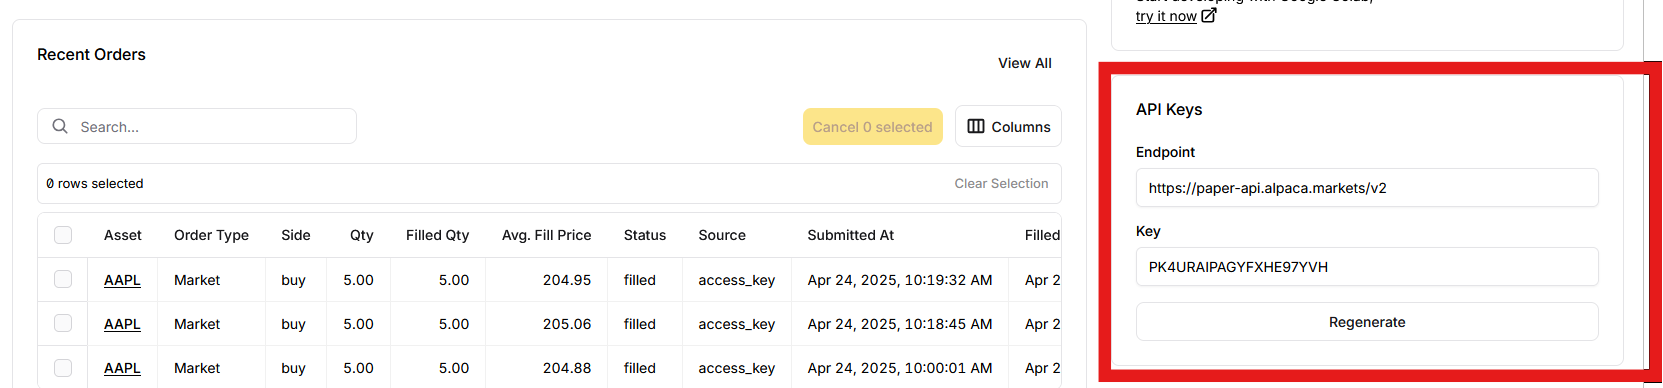 Recent Orders
View All
Search...
Cancel 0 selected
Columns
0 rows selected
Clear Selection
Asset Order Type Side Qty Filled Qty Avg. Fill Price Status Source Submitted At Filled
AAPL Market buy 5.00 5.00 204.95 filled access_key Apr 24, 2025, 10:19:32 AM Apr 2
AAPL Market buy 5.00 5.00 205.06 filled access_key Apr 24, 2025, 10:18:45 AM Apr 2
AAPL Market buy 5.00 5.00 204.88 filled access_key Apr 24, 2025, 10:00:01 AM Apr 2
try it now
API Keys
Endpoint
https://paper-api.alpaca.markets/v2
Key
PK4URAIPAGYFXHE97YVH
Regenerate